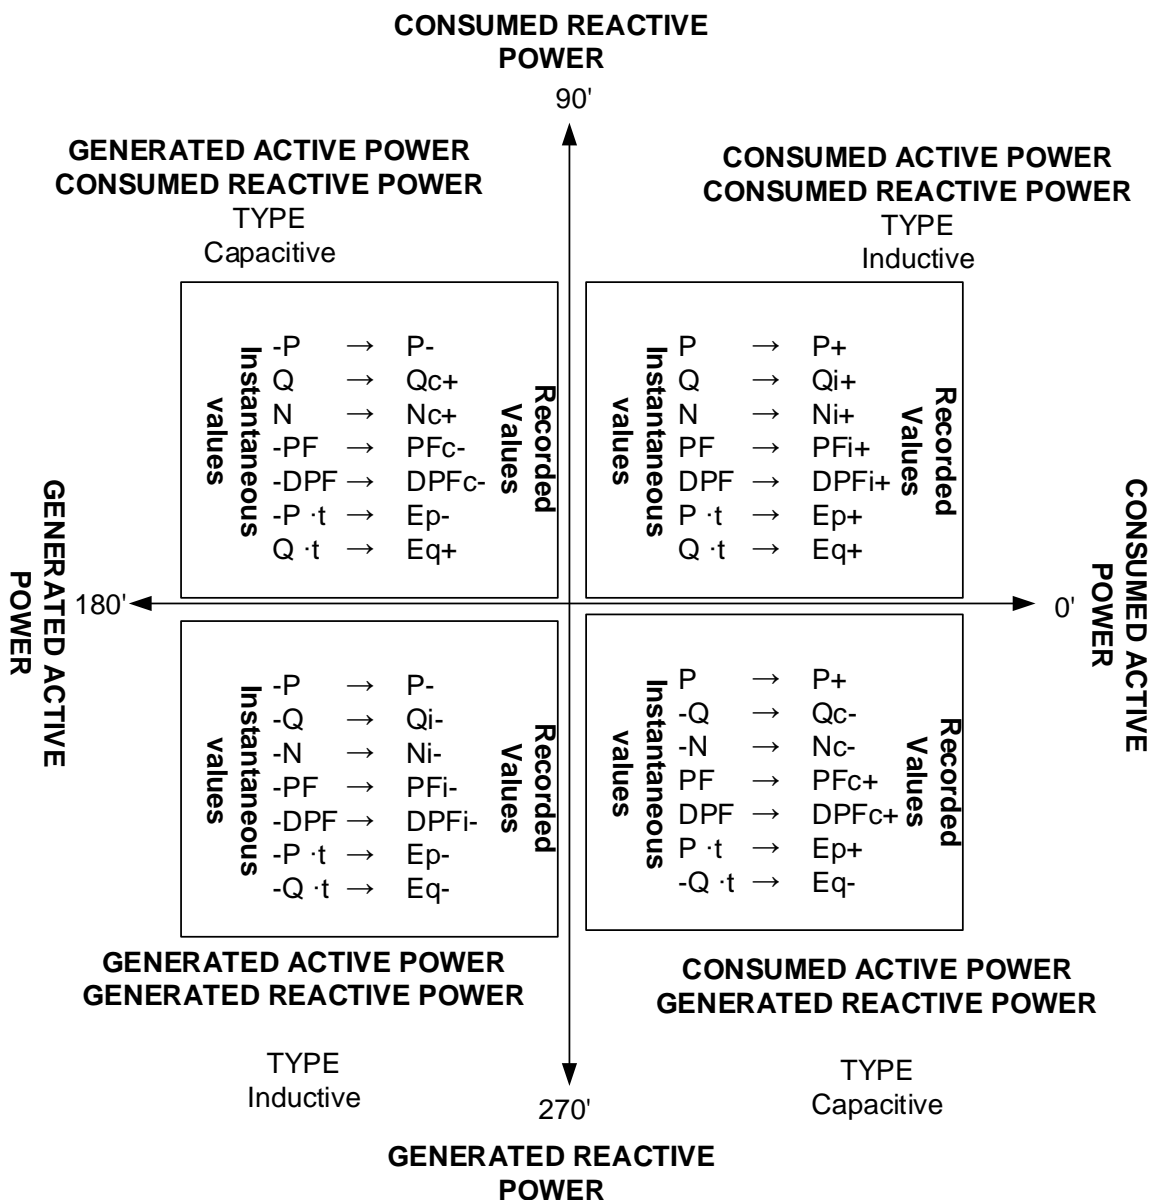 CONSUMED REACTIVE
POWER
90'
GENERATED ACTIVE POWER
CONSUMED REACTIVE POWER
TYPE
Capacitive
CONSUMED ACTIVE POWER
CONSUMED REACTIVE POWER
TYPE
Inductive
Instantaneous
values
-P → P-
Q → Qc+
N → Nc+
-PF → PFc-
-DPF → DPFc-
-P ·t → Ep-
Q ·t → Eq+
Recorded
Values
Instantaneous
values
P → P+
Q → Qi+
N → Ni+
PF → PFi+
DPF → DPFi+
P ·t → Ep+
Q ·t → Eq+
Recorded
Values
GENERATED ACTIVE
POWER
180'
0'
CONSUMED ACTIVE
POWER
Instantaneous
values
-P → P-
-Q → Qi-
-N → Ni-
-PF → PFi-
-DPF → DPFi-
-P ·t → Ep-
-Q ·t → Eq-
Recorded
Values
Instantaneous
values
P → P+
-Q → Qc-
-N → Nc-
PF → PFc+
DPF → DPFc+
P ·t → Ep+
-Q ·t → Eq-
Recorded
Values
GENERATED ACTIVE POWER
GENERATED REACTIVE POWER
TYPE
Inductive
CONSUMED ACTIVE POWER
GENERATED REACTIVE POWER
TYPE
Capacitive
270'
GENERATED REACTIVE
POWER